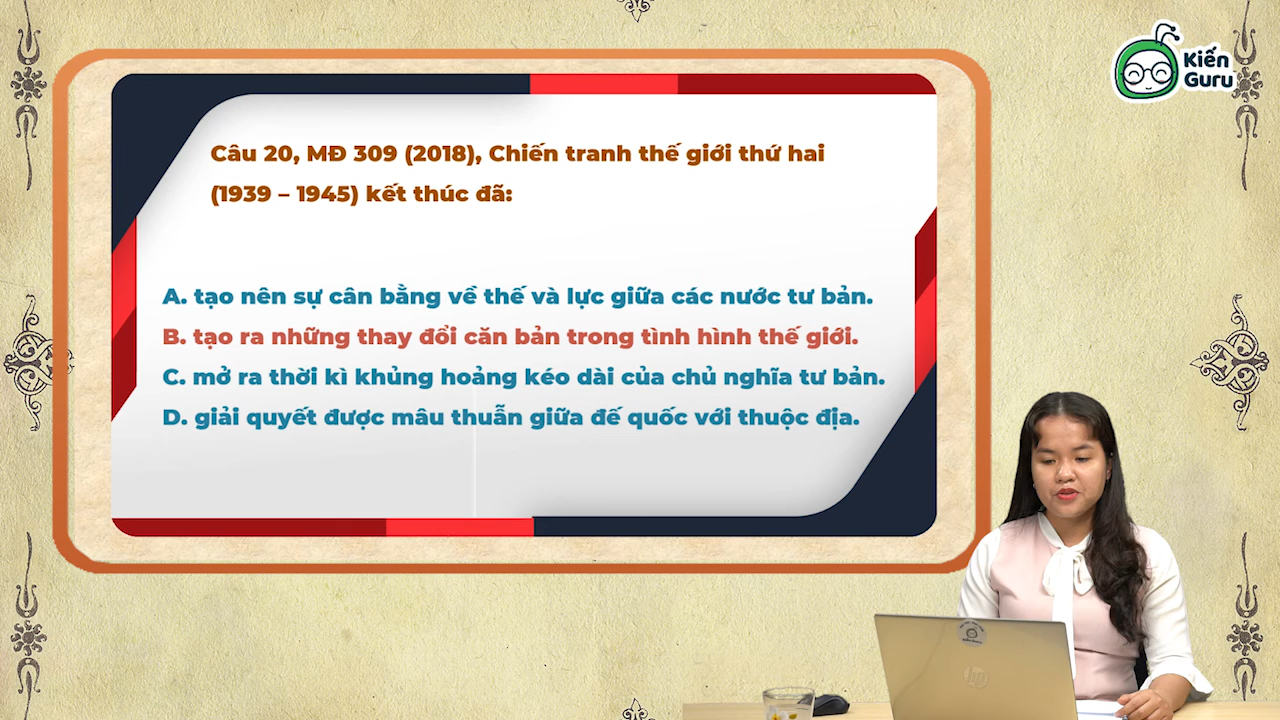 Kiến
Guru
Câu 20, MĐ 309 (2018), Chiến tranh thế giới thứ hai
(1939 – 1945) kết thúc đã:
A. tạo nên sự cân bằng về thế và lực giữa các nước tư bản.
B. tạo ra những thay đổi căn bản trong tình hình thế giới.
C. mở ra thời kì khủng hoảng kéo dài của chủ nghĩa tư bản.
D. giải quyết được mâu thuẫn giữa đế quốc với thuộc địa.